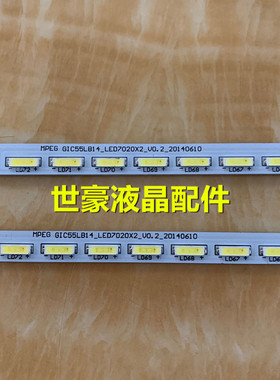 MPEG GIC55LB14_LED7020X2_V0.2_20140610
LD72 LD71 + LD70 + LD69 + LD68 + LD67 +
世豪液晶配件
MPEG GIC55LB14_LED7020X2_V0.2_20140610
LD72 + LD71 + LD70 + LD69 + LD68 + LD67 +